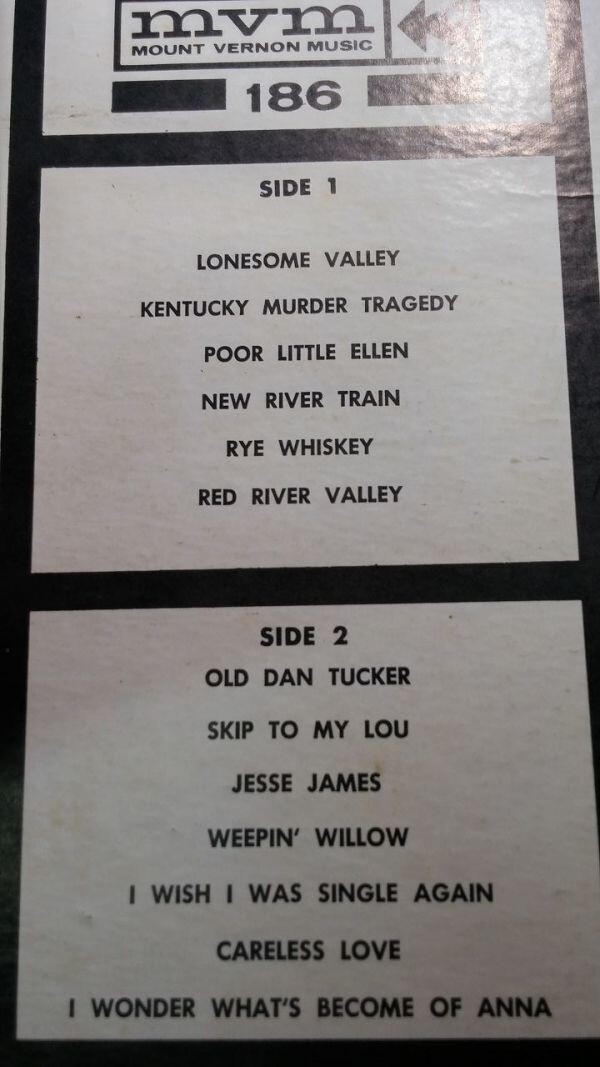 mvm
MOUNT VERNON MUSIC
186
SIDE 1
LONESOME VALLEY
KENTUCKY MURDER TRAGEDY
POOR LITTLE ELLEN
NEW RIVER TRAIN
RYE WHISKEY
RED RIVER VALLEY
SIDE 2
OLD DAN TUCKER
SKIP TO MY LOU
JESSE JAMES
WEEPIN' WILLOW
I WISH I WAS SINGLE AGAIN
CARELESS LOVE
I WONDER WHAT'S BECOME OF ANNA